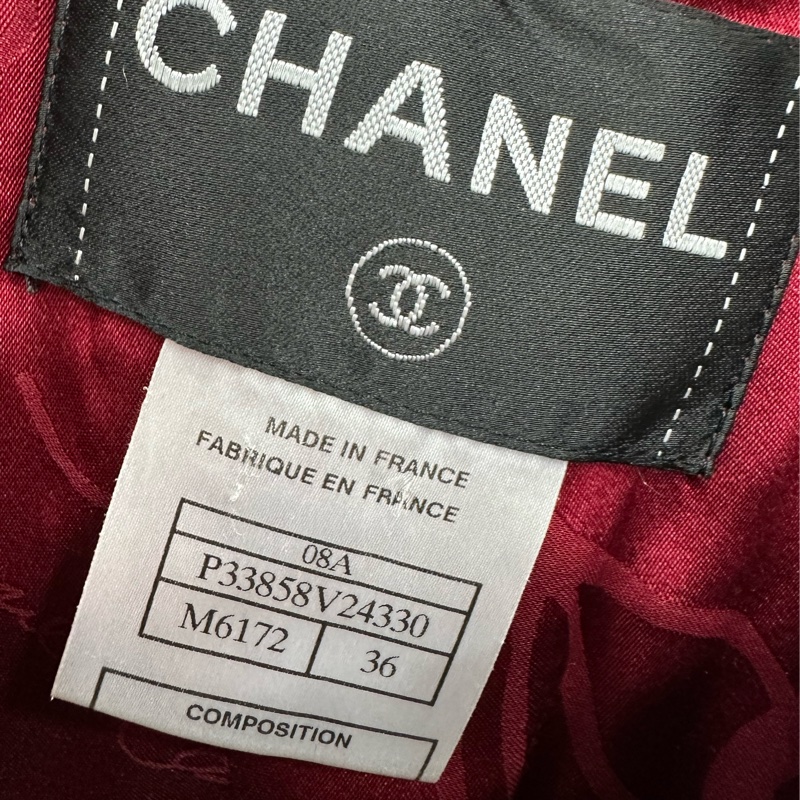 CHANEL
MADE IN FRANCE
FABRIQUE EN FRANCE
08A
P33858V24330
M6172 36
COMPOSITION